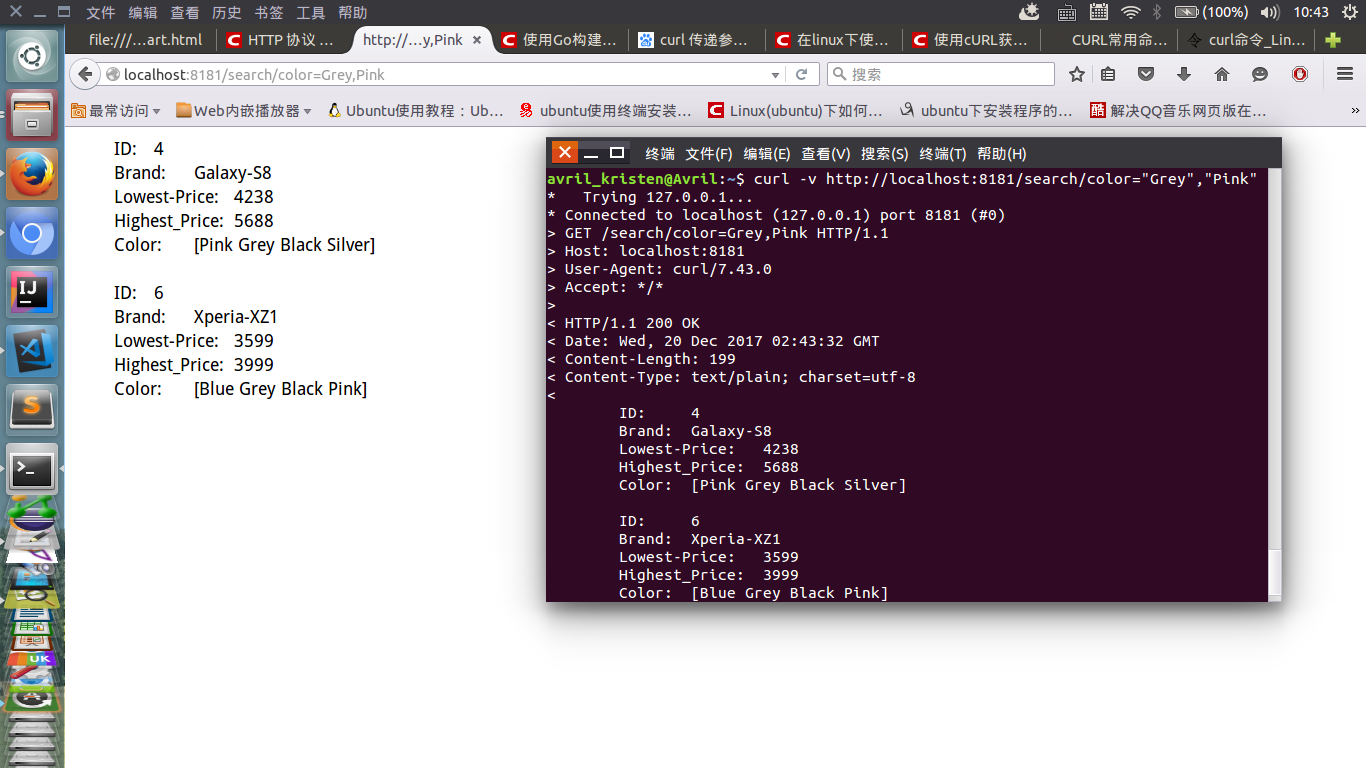 文件 编辑 查看 历史 书签 工具 帮助
(100%) 10:43
file:///...art.html HTTP 协议 ... http://...y,Pink 使用Go构建... curl 传递参... 在linux下使... 使用cURL获... CURL常用命... curl命令_Lin...
localhost:8181/search/color=Grey,Pink 搜索
最常访问 Web内嵌播放器 Ubuntu使用教程：Ub... ubuntu使用终端安装... Linux(ubuntu)下如何... ubuntu下安装程序的... 解决QQ音乐网页版在... »
ID: 4
Brand: Galaxy-S8
Lowest-Price: 4238
Highest_Price: 5688
Color: [Pink Grey Black Silver]
ID: 6
Brand: Xperia-XZ1
Lowest-Price: 3599
Highest_Price: 3999
Color: [Blue Grey Black Pink]
终端 文件(F) 编辑(E) 查看(V) 搜索(S) 终端(T) 帮助(H)
avril_kristen@Avril:~$ curl -v http://localhost:8181/search/color="Grey","Pink"
*   Trying 127.0.0.1...
* Connected to localhost (127.0.0.1) port 8181 (#0)
> GET /search/color=Grey,Pink HTTP/1.1
> Host: localhost:8181
> User-Agent: curl/7.43.0
> Accept: */*
>
< HTTP/1.1 200 OK
< Date: Wed, 20 Dec 2017 02:43:32 GMT
< Content-Length: 199
< Content-Type: text/plain; charset=utf-8
<
ID: 4
Brand: Galaxy-S8
Lowest-Price: 4238
Highest_Price: 5688
Color: [Pink Grey Black Silver]
ID: 6
Brand: Xperia-XZ1
Lowest-Price: 3599
Highest_Price: 3999
Color: [Blue Grey Black Pink]
IJ
S
>_
UK